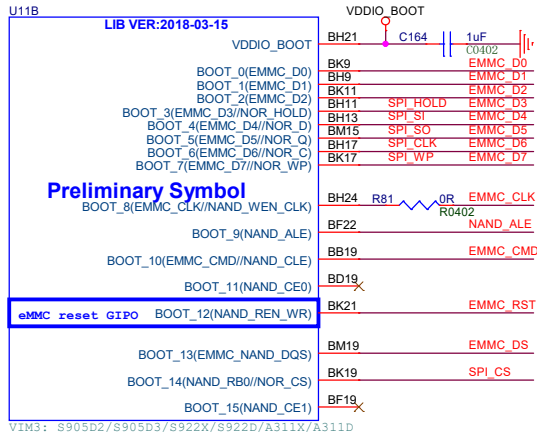 U11B
VDDIO_BOOT
LIB VER:2018-03-15
VDDIO_BOOT BH21 C164 1uF
C0402
BOOT_0(EMMC_D0) BK9 EMMC_D0
BOOT_1(EMMC_D1) BH9 EMMC_D1
BOOT_2(EMMC_D2) BK11 EMMC_D2
BOOT_3(EMMC_D3//NOR_HOLD) BH11 SPI_HOLD EMMC_D3
BOOT_4(EMMC_D4//NOR_D) BH13 SPI_SI EMMC_D4
BOOT_5(EMMC_D5//NOR_Q) BM15 SPI_SO EMMC_D5
BOOT_6(EMMC_D6//NOR_C) BH17 SPI_CLK EMMC_D6
BOOT_7(EMMC_D7//NOR_WP) BK17 SPI_WP EMMC_D7
Preliminary Symbol
BOOT_8(EMMC_CLK//NAND_WEN_CLK) BH24 R81 0R EMMC_CLK
R0402
BOOT_9(NAND_ALE) BF22 NAND_ALE
BOOT_10(EMMC_CMD//NAND_CLE) BB19 EMMC_CMD
BOOT_11(NAND_CE0) BD19
eMMC reset GIPO BOOT_12(NAND_REN_WR) BK21 EMMC_RST
BOOT_13(EMMC_NAND_DQS) BM19 EMMC_DS
BOOT_14(NAND_RB0//NOR_CS) BK19 SPI_CS
BOOT_15(NAND_CE1) BF19
VIM3: S905D2/S905D3/S922X/S922D/A311X/A311D